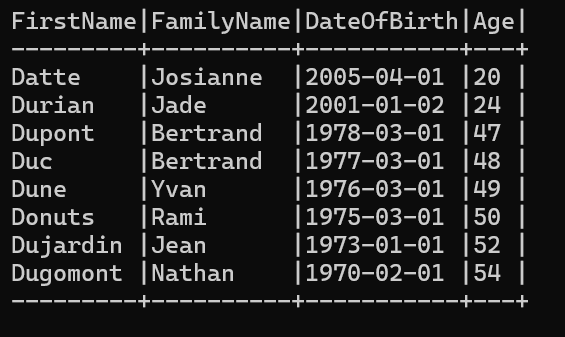 FirstName|FamilyName|DateOfBirth|Age|
---------+----------+-----------+---+
Datte    |Josianne  |2005-04-01 |20 |
Durian   |Jade      |2001-01-02 |24 |
Dupont   |Bertrand  |1978-03-01 |47 |
Duc      |Bertrand  |1977-03-01 |48 |
Dune     |Yvan      |1976-03-01 |49 |
Donuts   |Rami      |1975-03-01 |50 |
Dujardin |Jean      |1973-01-01 |52 |
Dugomont |Nathan    |1970-02-01 |54 |
---------+----------+-----------+---+